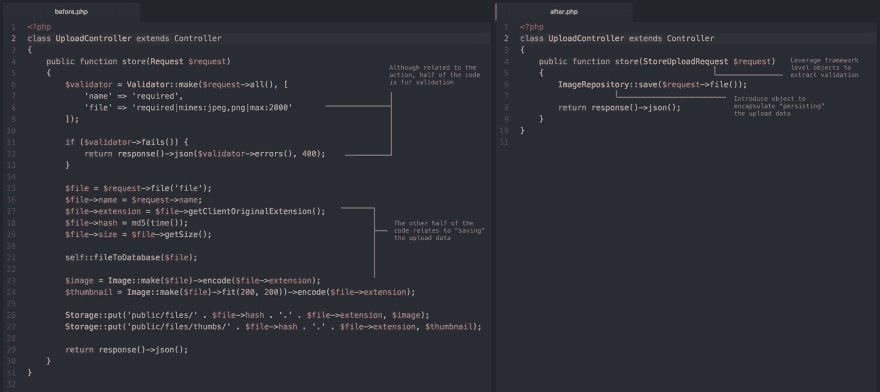 before.php
1 <?php
2 class UploadController extends Controller
3 {
4     public function store(Request $request)
5     {
6         $validator = Validator::make($request->all(), [
7             'name' => 'required',
8             'file' => 'required|mimes:jpeg,png|max:2000'
9         ]);
10
11         if ($validator->fails()) {
12             return response()->json($validator->errors(), 400);
13         }
14
15         $file = $request->file('file');
16         $file->name = $request->name;
17         $file->extension = $file->getClientOriginalExtension();
18         $file->hash = md5(time());
19         $file->size = $file->getSize();
20
21         self::fileToDatabase($file);
22
23         $image = Image::make($file)->encode($file->extension);
24         $thumbnail = Image::make($file)->fit(200, 200))->encode($file->extension);
25
26         Storage::put('public/files/' . $file->hash . '.' . $file->extension, $image);
27         Storage::put('public/files/thumbs/' . $file->hash . '.' . $file->extension, $thumbnail);
28
29         return response()->json();
30     }
31 }
32
Although related to the
action, half of the code
is for validation
The other half of the
code relates to "saving"
the upload data
after.php
1 <?php
2 class UploadController extends Controller
3 {
4     public function store(StoreUploadRequest $request)
5     {
6         ImageRepository::save($request->file());
7
8         return response()->json();
9     }
10 }
11
Leverage framework
level objects to
extract validation
Introduce object to
encapsulate "persisting"
the upload data